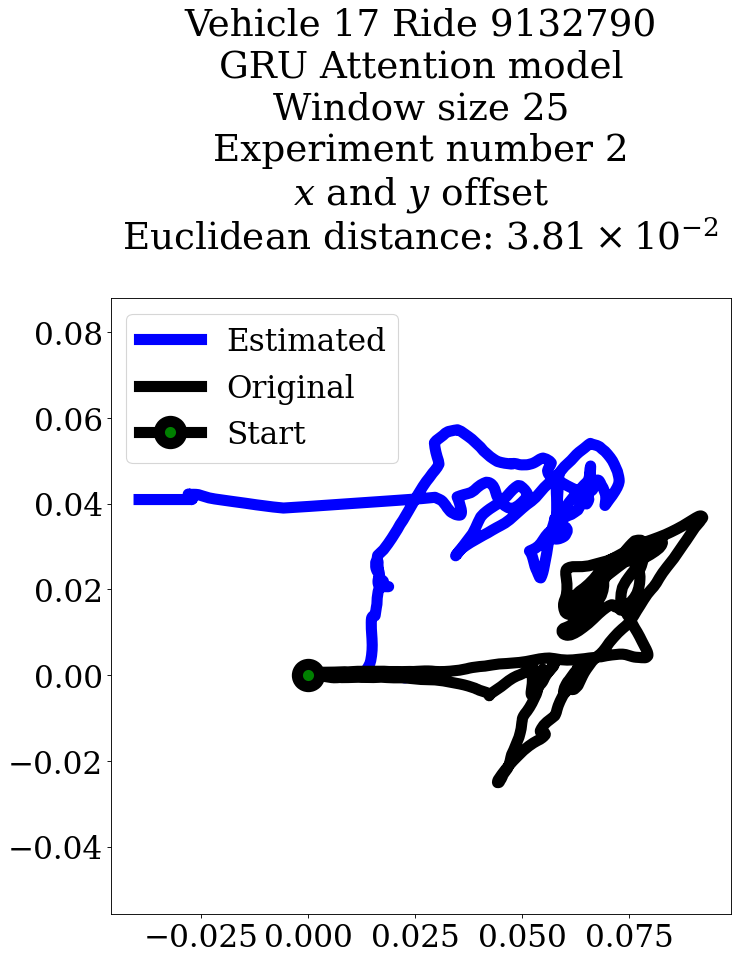 Vehicle 17 Ride 9132790
GRU Attention model
Window size 25
Experiment number 2
x and y offset
Euclidean distance: 3.81 × 10⁻²
Estimated
Original
Start
0.08
0.06
0.04
0.02
0.00
−0.02
−0.04
−0.025 0.000 0.025 0.050 0.075